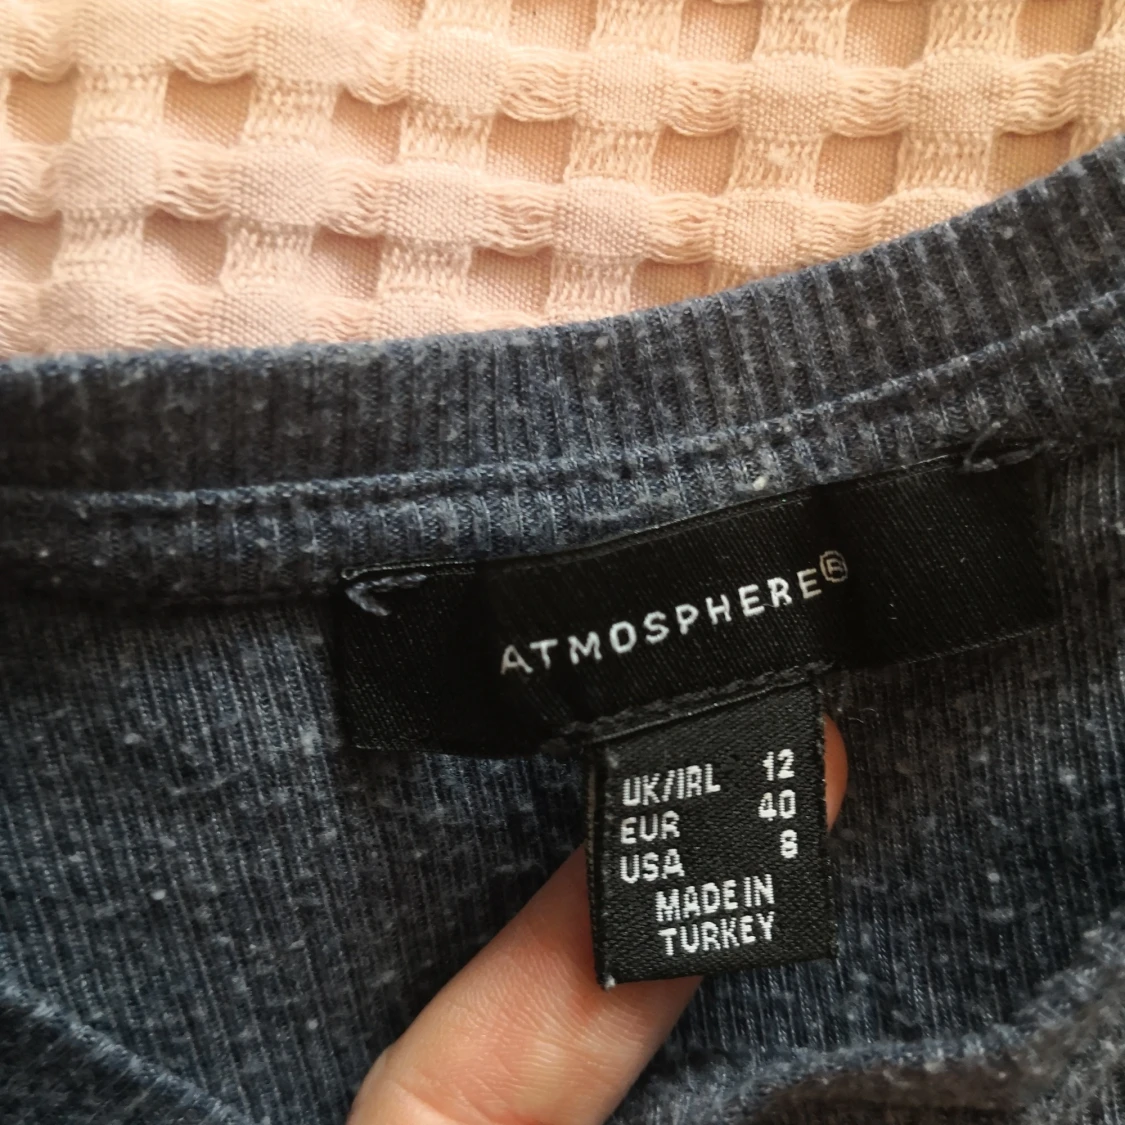 ATMOSPHERE®
UK/IRL 12
EUR 40
USA 8
MADE IN
TURKEY